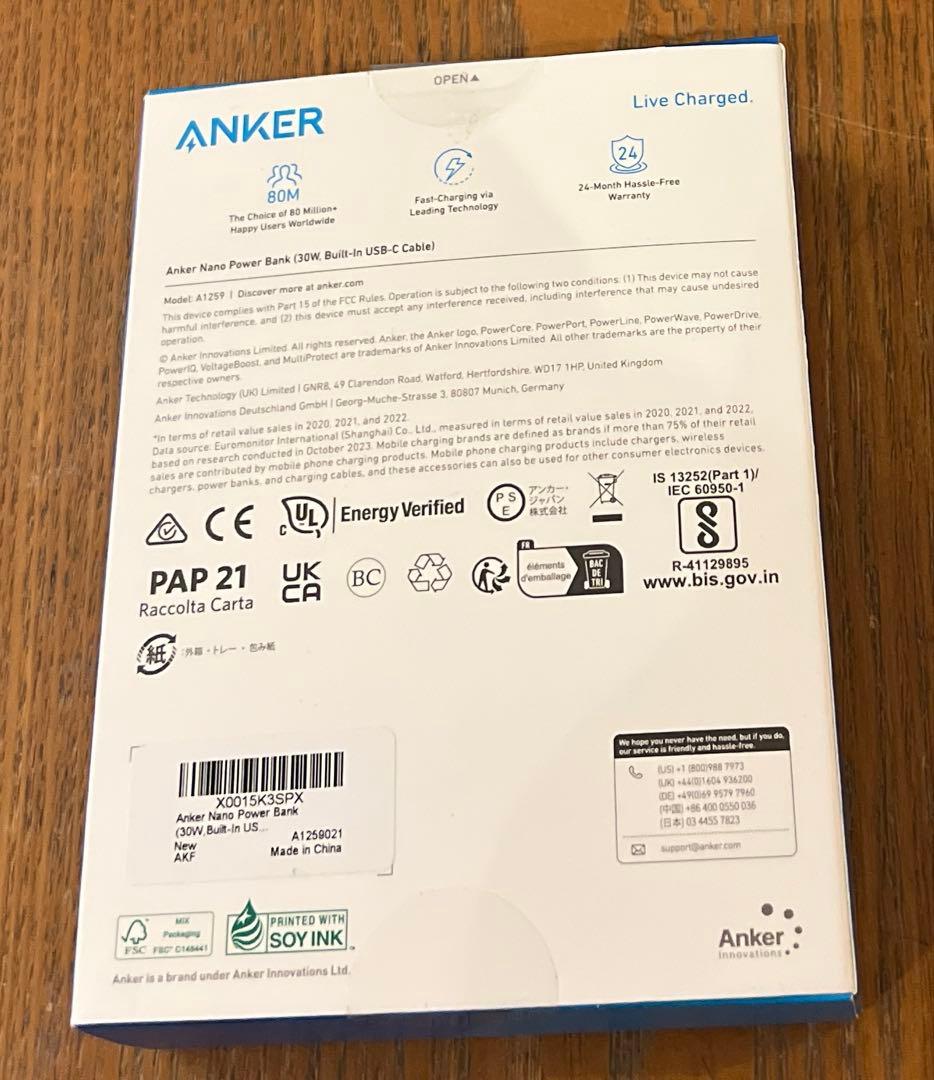 OPEN▲
ANKER
Live Charged.
80M
The Choice of 80 Million+
Happy Users Worldwide
Fast-Charging via
Leading Technology
24
24-Month Hassle-Free
Warranty
Anker Nano Power Bank (30W, Built-In USB-C Cable)
Model: A1259 | Discover more at anker.com
This device complies with Part 15 of the FCC Rules. Operation is subject to the following two conditions: (1) This device may not cause
harmful interference, and (2) this device must accept any interference received, including interference that may cause undesired
operation.
© Anker Innovations Limited. All rights reserved. Anker, the Anker logo, PowerCore, PowerPort, PowerLine, PowerWave, PowerDrive,
PowerIQ, VoltageBoost, and MultiProtect are trademarks of Anker Innovations Limited. All other trademarks are the property of their
respective owners.
Anker Technology (UK) Limited | GNR8, 49 Clarendon Road, Watford, Hertfordshire, WD17 1HP, United Kingdom
Anker Innovations Deutschland GmbH | Georg-Muche-Strasse 3, 80807 Munich, Germany
*In terms of retail value sales in 2020, 2021, and 2022.
Data source: Euromonitor International (Shanghai) Co., Ltd., measured in terms of retail value sales in 2020, 2021, and 2022,
based on research conducted in October 2023. Mobile charging brands are defined as brands if more than 75% of their retail
sales are contributed by mobile phone charging products. Mobile phone charging products include chargers, wireless
chargers, power banks, and charging cables, and these accessories can also be used for other consumer electronics devices.
CE
C UL Energy Verified
PSE
アンカー・
ジャパン
株式会社
IS 13252(Part 1)/
IEC 60950-1
R-41129895
www.bis.gov.in
PAP 21
Raccolta Carta
UK
CA
BC
FR
éléments
d'emballage
BAC
DE
TRI
紙 :外箱・トレー・包み紙
X0015K3SPX
Anker Nano Power Bank
(30W,Built-In US...
New
A1259021
AKF
Made in China
We hope you never have the need, but if you do,
our service is friendly and hassle-free.
(US) +1 (800)988 7973
(UK) +44(0)1604 936200
(DE) +49(0)69 9579 7960
(中国) +86 400 0550 036
(日本) 03 4455 7823
support@anker.com
MIX
Packaging
FSC FSC® C148441
PRINTED WITH
SOY INK™
Anker
Innovations
Anker is a brand under Anker Innovations Ltd.